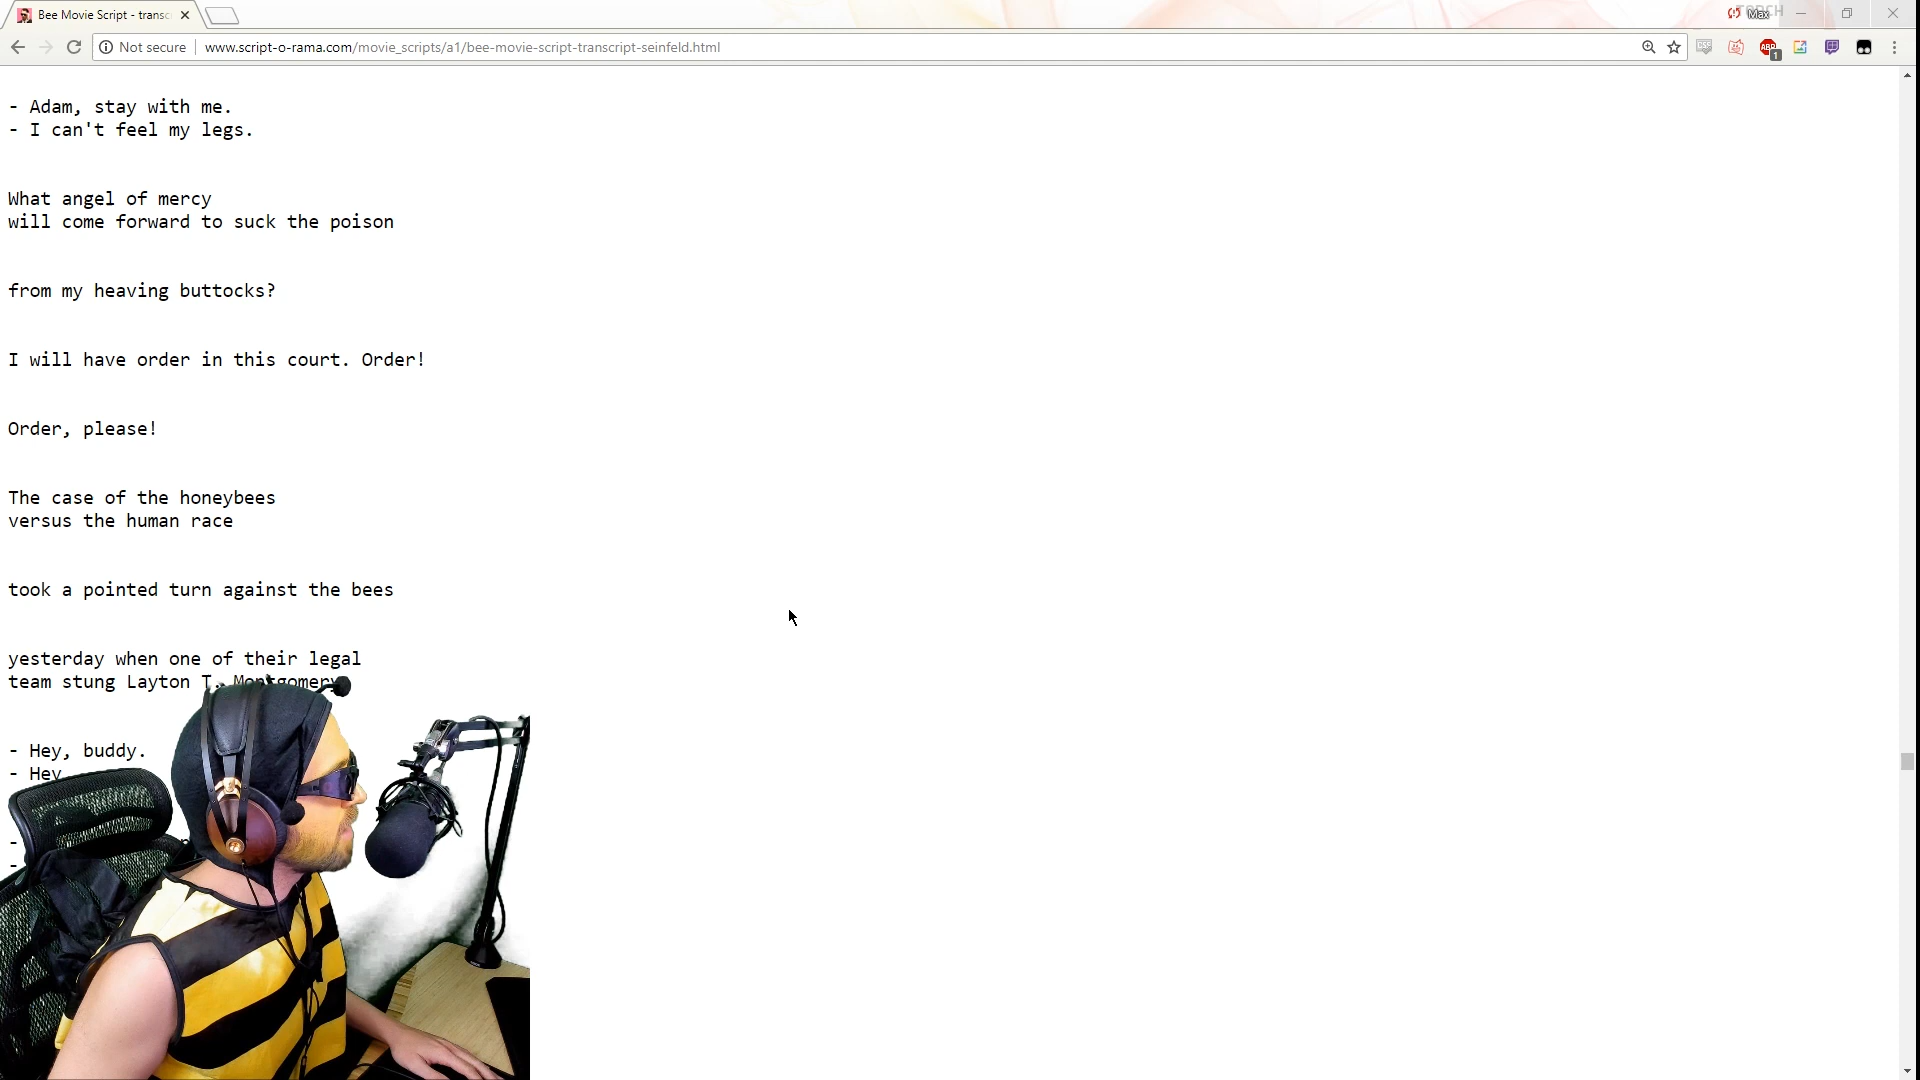 Bee Movie Script - transc
Max
Not secure
www.script-o-rama.com/movie_scripts/a1/bee-movie-script-transcript-seinfeld.html
ABP
1
- Adam, stay with me.
- I can't feel my legs.
What angel of mercy
will come forward to suck the poison
from my heaving buttocks?
I will have order in this court. Order!
Order, please!
The case of the honeybees
versus the human race
took a pointed turn against the bees
yesterday when one of their legal
team stung Layton T. Montgomery
- Hey, buddy.
- Hey
-
-